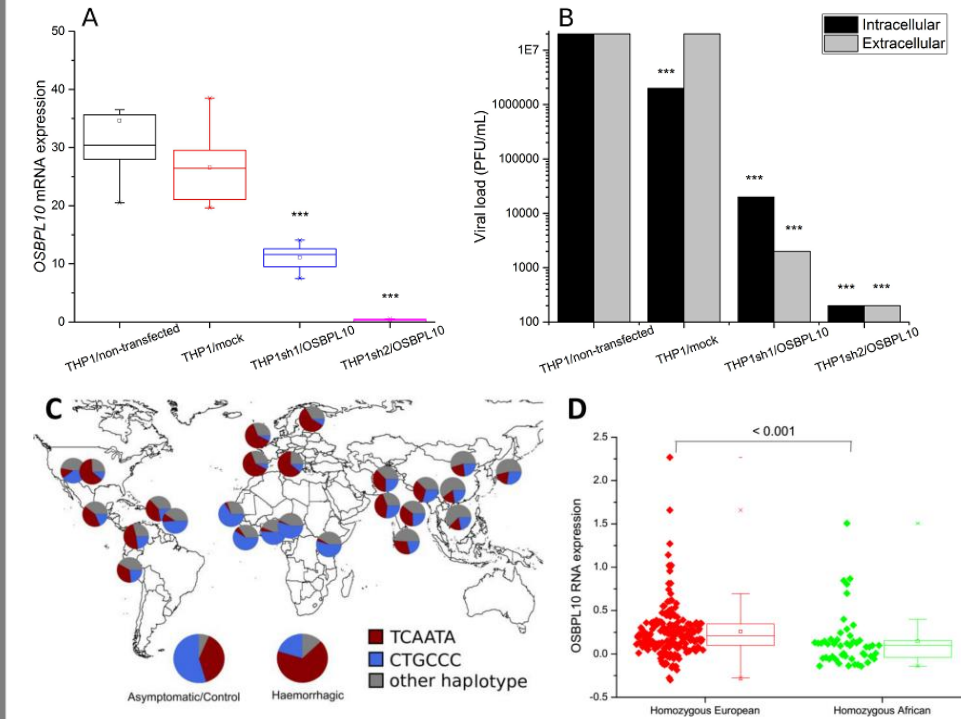 A
OSBPL10 mRNA expression
50
40
30
20
10
0
***
***
THP1/non-transfected
THP1/mock
THP1sh1/OSBPL10
THP1sh2/OSBPL10
B
Intracellular
Extracellular
Viral load (PFU/mL)
1E7
1000000
100000
10000
1000
100
***
***
***
***
***
THP1/non-transfected
THP1/mock
THP1sh1/OSBPL10
THP1sh2/OSBPL10
C
TCAATA
CTGCCC
other haplotype
Asymptomatic/Control
Haemorrhagic
D
< 0.001
OSBPL10 RNA expression
2.5
2.0
1.5
1.0
0.5
0.0
-0.5
Homozygous European
Homozygous African